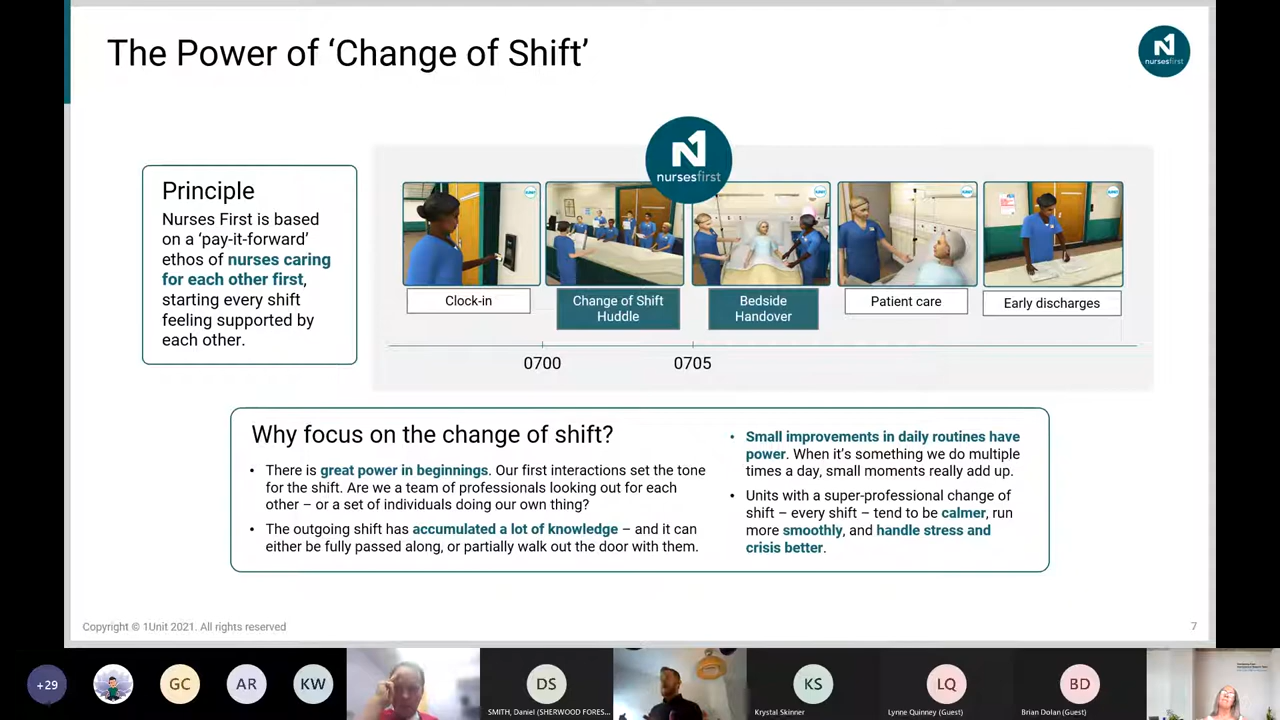 The Power of ‘Change of Shift’
N1
nursesfirst
Principle
Nurses First is based
on a ‘pay-it-forward’
ethos of nurses caring
for each other first,
starting every shift
feeling supported by
each other.
N1
nursesfirst
Clock-in
Change of Shift
Huddle
Bedside
Handover
Patient care
Early discharges
0700
0705
Why focus on the change of shift?
• There is great power in beginnings. Our first interactions set the tone
for the shift. Are we a team of professionals looking out for each
other – or a set of individuals doing our own thing?
• The outgoing shift has accumulated a lot of knowledge – and it can
either be fully passed along, or partially walk out the door with them.
• Small improvements in daily routines have
power. When it’s something we do multiple
times a day, small moments really add up.
• Units with a super-professional change of
shift – every shift – tend to be calmer, run
more smoothly, and handle stress and
crisis better.
Copyright © 1Unit 2021. All rights reserved
7
+29
GC
AR
KW
DS
SMITH, Daniel (SHERWOOD FORES...
KS
Krystal Skinner
LQ
Lynne Quinney (Guest)
BD
Brian Dolan (Guest)